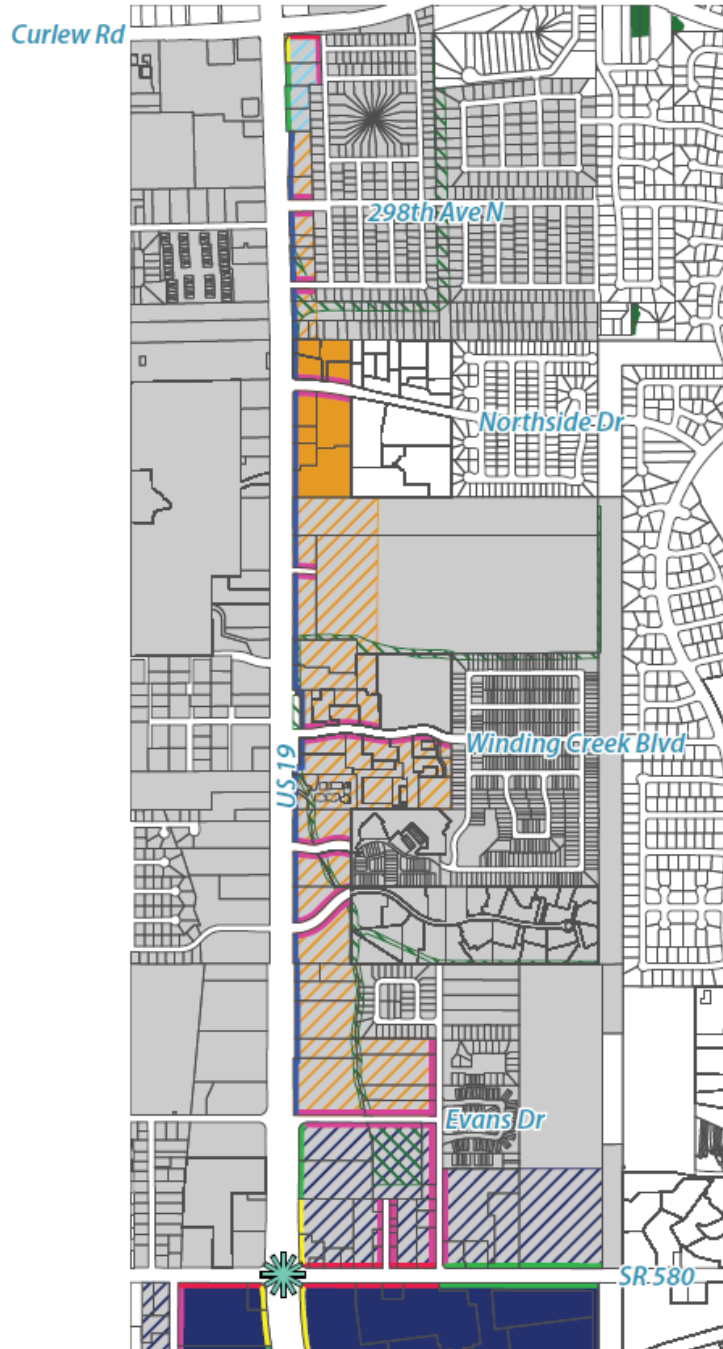 Curlew Rd
298th Ave N
Northside Dr
Winding Creek Blvd
US 19
Evans Dr
SR 580